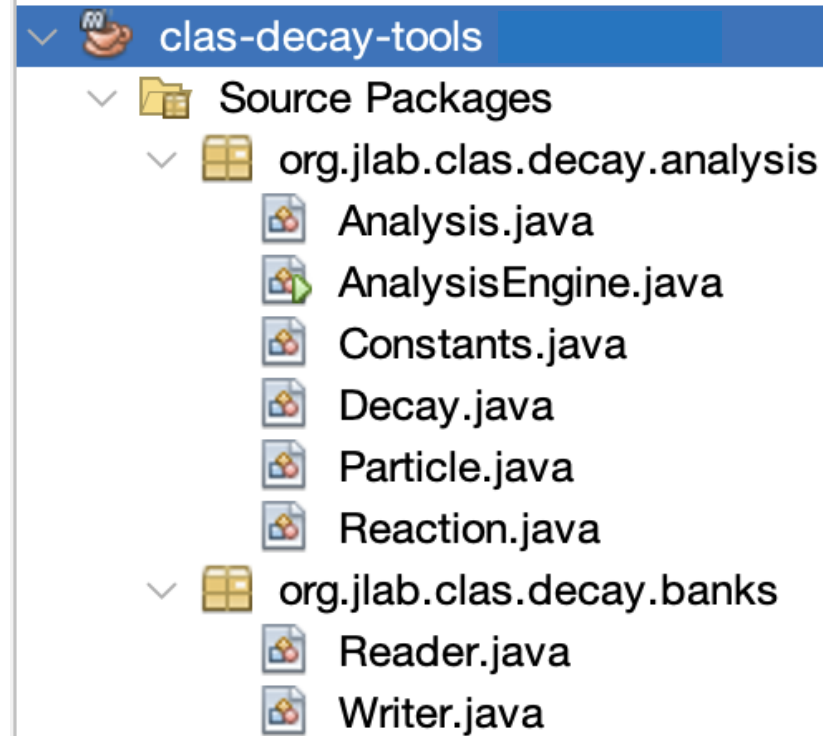 clas-decay-tools
Source Packages
org.jlab.clas.decay.analysis
Analysis.java
AnalysisEngine.java
Constants.java
Decay.java
Particle.java
Reaction.java
org.jlab.clas.decay.banks
Reader.java
Writer.java